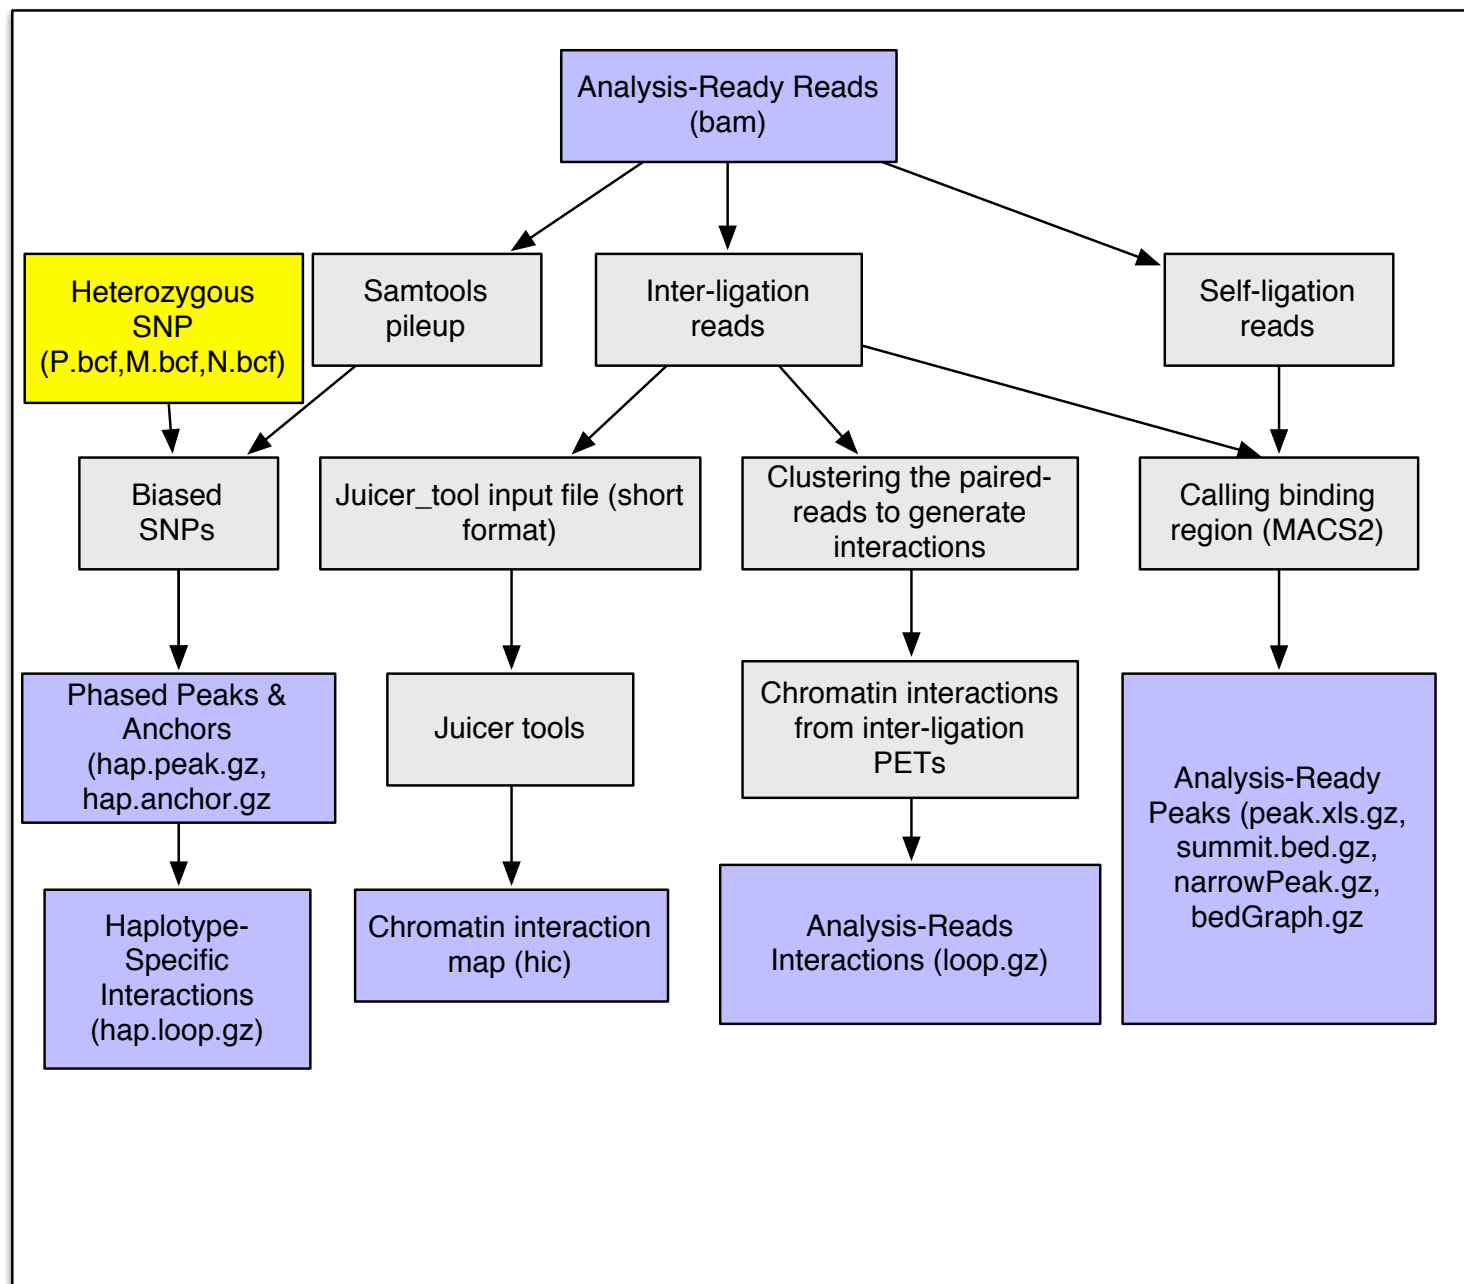 Analysis-Ready Reads
(bam)
Heterozygous
SNP
(P.bcf,M.bcf,N.bcf)
Samtools
pileup
Inter-ligation
reads
Self-ligation
reads
Biased
SNPs
Juicer_tool input file (short
format)
Clustering the paired-
reads to generate
interactions
Calling binding
region (MACS2)
Phased Peaks &
Anchors
(hap.peak.gz,
hap.anchor.gz
Juicer tools
Chromatin interactions
from inter-ligation
PETs
Analysis-Ready
Peaks (peak.xls.gz,
summit.bed.gz,
narrowPeak.gz,
bedGraph.gz
Haplotype-
Specific
Interactions
(hap.loop.gz)
Chromatin interaction
map (hic)
Analysis-Reads
Interactions (loop.gz)